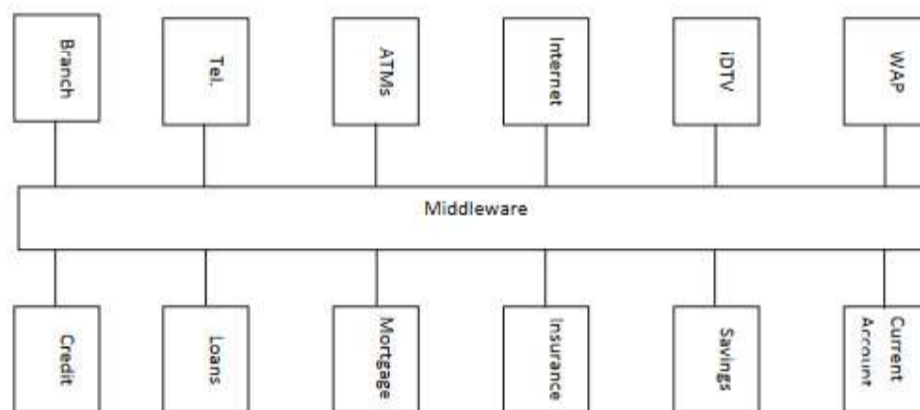 Branch
Tel.
ATMs
Internet
iDTV
WAP
Middleware
Credit
Loans
Mortgage
Insurance
Savings
Current
Account